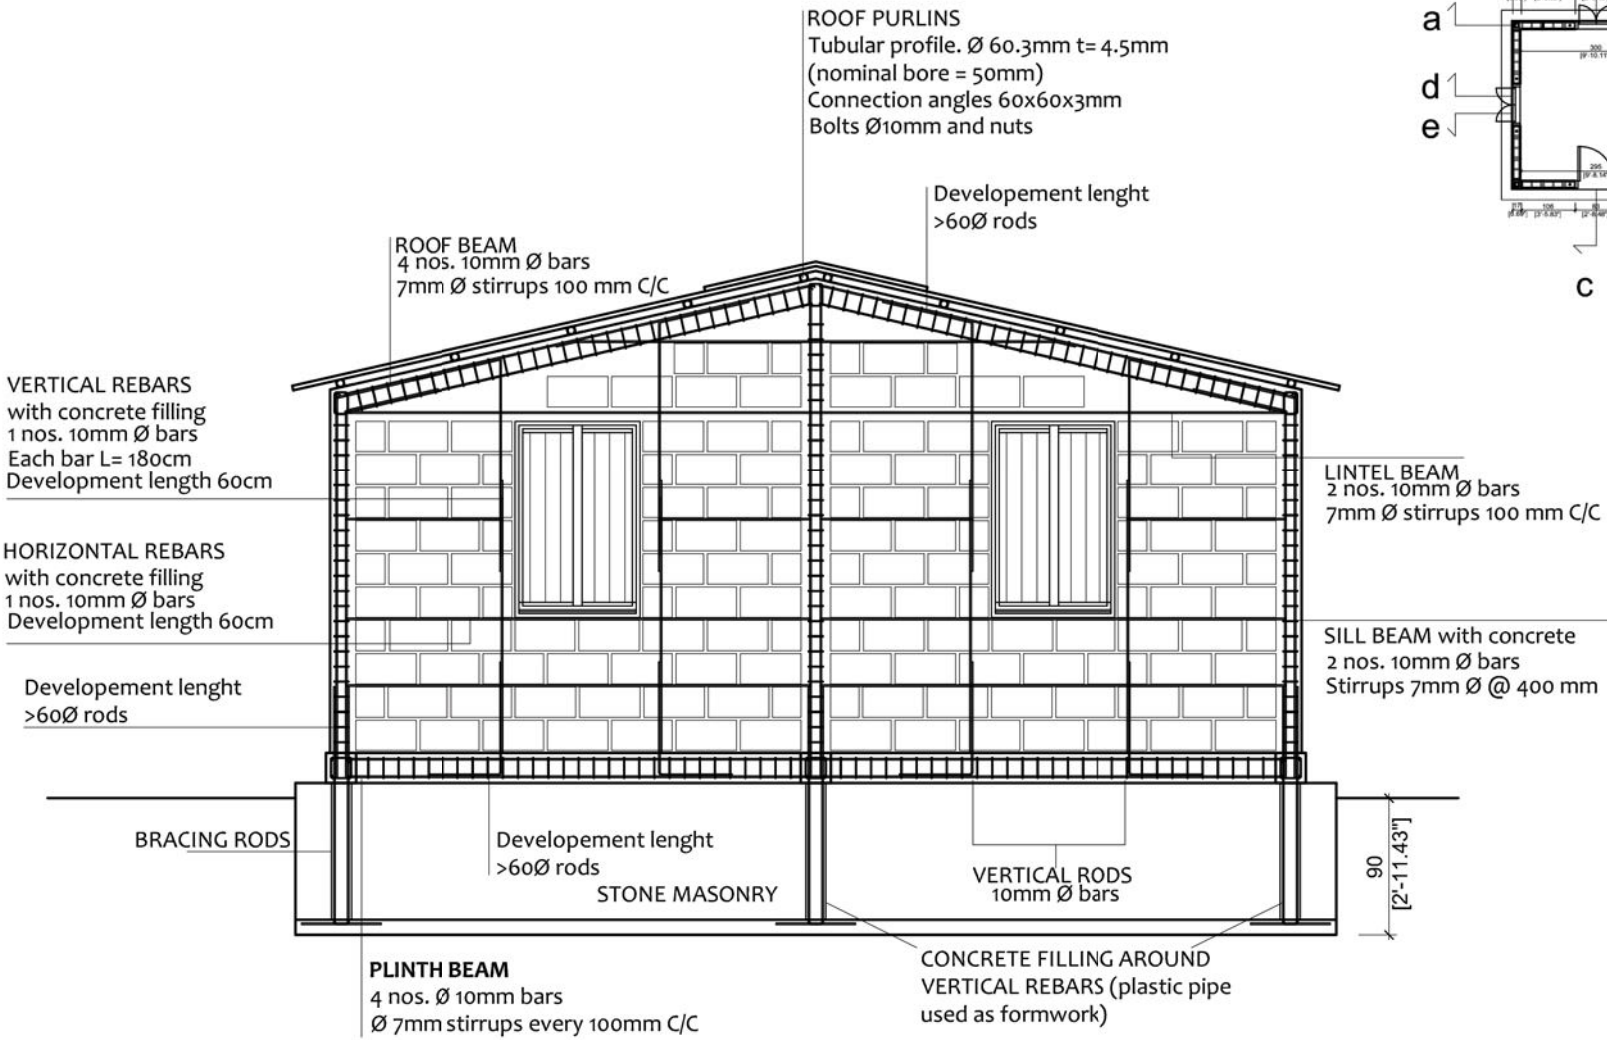 ROOF PURLINS
Tubular profile. Ø 60.3mm t= 4.5mm
(nominal bore = 50mm)
Connection angles 60x60x3mm
Bolts Ø10mm and nuts
a
d
e
c
300
295
106
Developement lenght
>60Ø rods
ROOF BEAM
4 nos. 10mm Ø bars
7mm Ø stirrups 100 mm C/C
VERTICAL REBARS
with concrete filling
1 nos. 10mm Ø bars
Each bar L= 180cm
Development length 60cm
HORIZONTAL REBARS
with concrete filling
1 nos. 10mm Ø bars
Development length 60cm
Developement lenght
>60Ø rods
LINTEL BEAM
2 nos. 10mm Ø bars
7mm Ø stirrups 100 mm C/C
SILL BEAM with concrete
2 nos. 10mm Ø bars
Stirrups 7mm Ø @ 400 mm
BRACING RODS
Developement lenght
>60Ø rods
STONE MASONRY
VERTICAL RODS
10mm Ø bars
90
[2'-11.43"]
PLINTH BEAM
4 nos. Ø 10mm bars
Ø 7mm stirrups every 100mm C/C
CONCRETE FILLING AROUND
VERTICAL REBARS (plastic pipe
used as formwork)